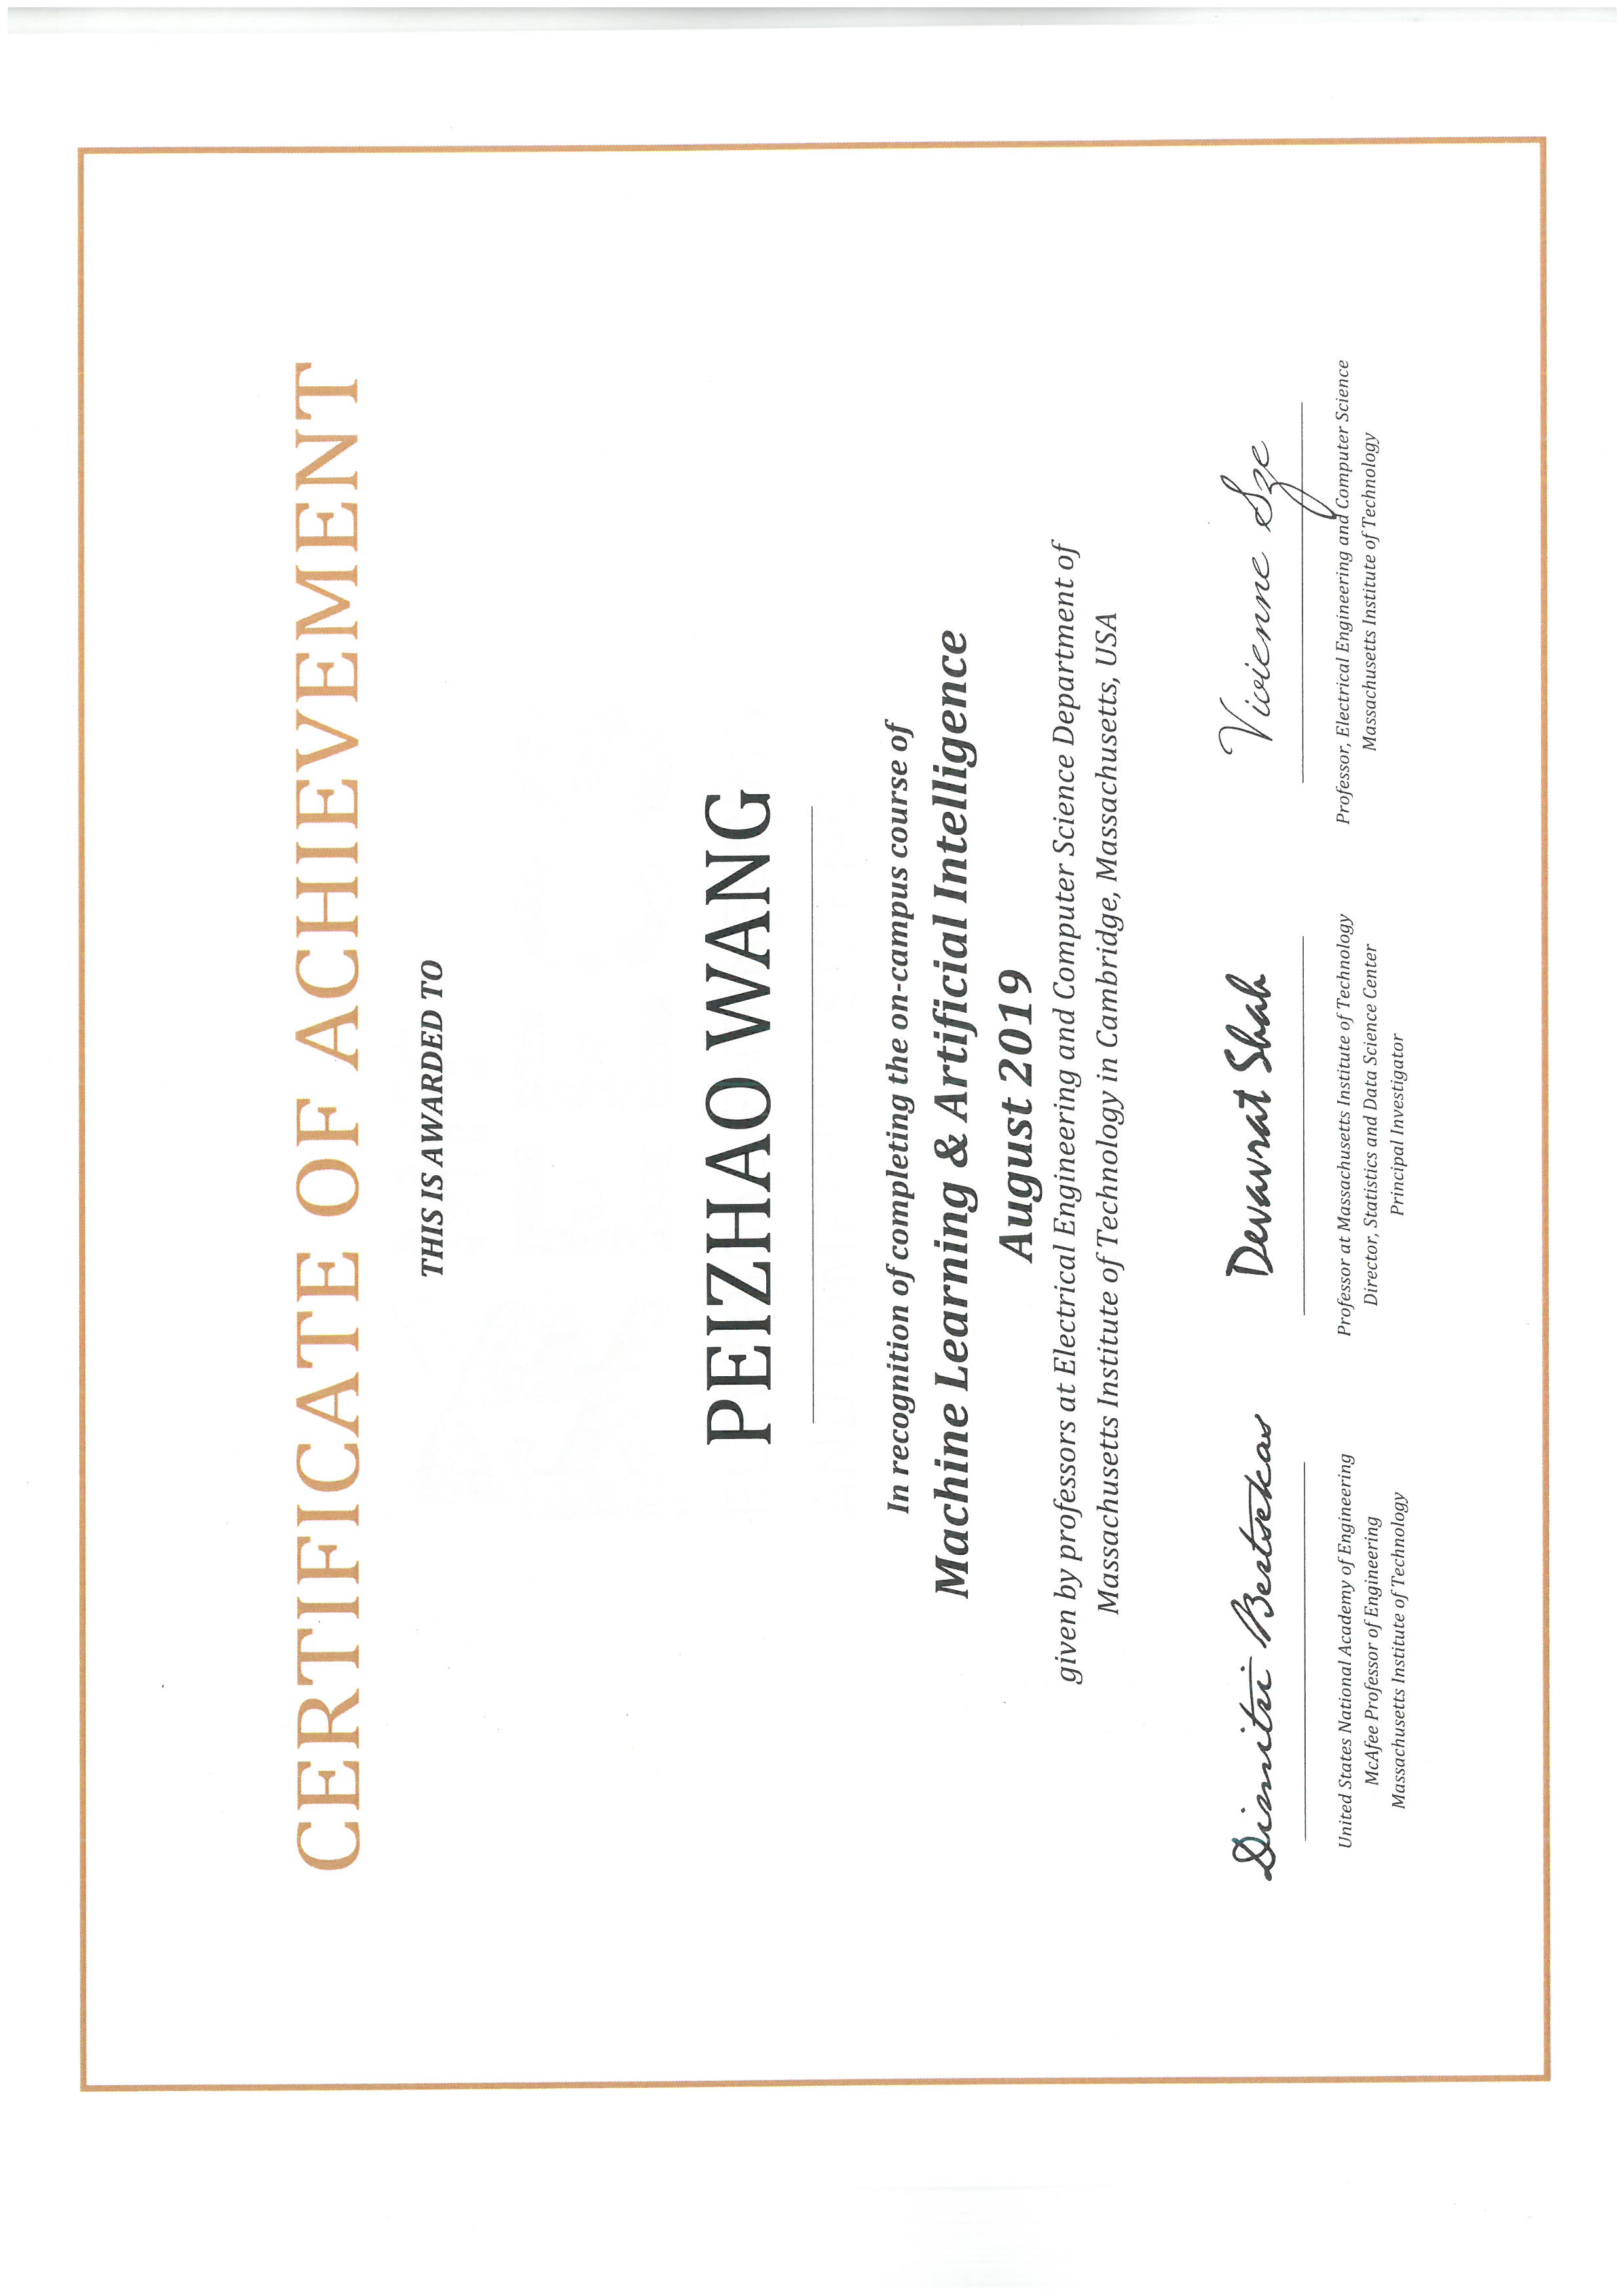 CERTIFICATE OF ACHIEVEMENT
THIS IS AWARDED TO
PEIZHAO WANG
In recognition of completing the on-campus course of
Machine Learning & Artificial Intelligence
August 2019
given by professors at Electrical Engineering and Computer Science Department of
Massachusetts Institute of Technology in Cambridge, Massachusetts, USA
Dimitri Bertsekas
United States National Academy of Engineering
McAfee Professor of Engineering
Massachusetts Institute of Technology
Devavrat Shah
Professor at Massachusetts Institute of Technology
Director, Statistics and Data Science Center
Principal Investigator
Vivienne Sze
Professor, Electrical Engineering and Computer Science
Massachusetts Institute of Technology